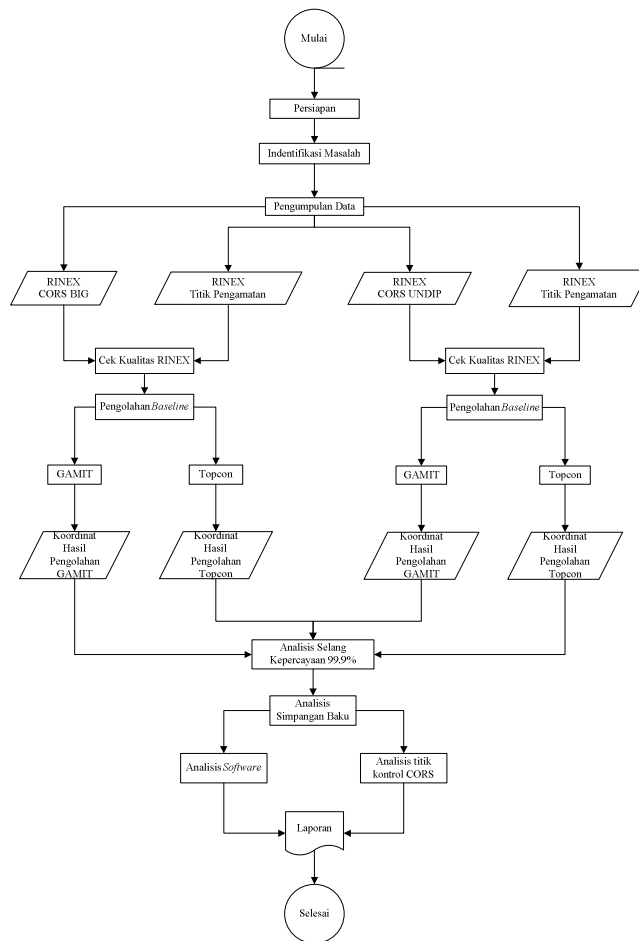 Mulai
Persiapan
Indentifikasi Masalah
Pengumpulan Data
RINEX
CORS BIG
RINEX
Titik Pengamatan
RINEX
CORS UNDIP
RINEX
Titik Pengamatan
Cek Kualitas RINEX
Cek Kualitas RINEX
Pengolahan Baseline
Pengolahan Baseline
GAMIT
Topcon
GAMIT
Topcon
Koordinat
Hasil
Pengolahan
GAMIT
Koordinat
Hasil
Pengolahan
Topcon
Koordinat
Hasil
Pengolahan
GAMIT
Koordinat
Hasil
Pengolahan
Topcon
Analisis Selang
Kepercayaan 99.9%
Analisis
Simpangan Baku
Analisis Software
Analisis titik
kontrol CORS
Laporan
Selesai